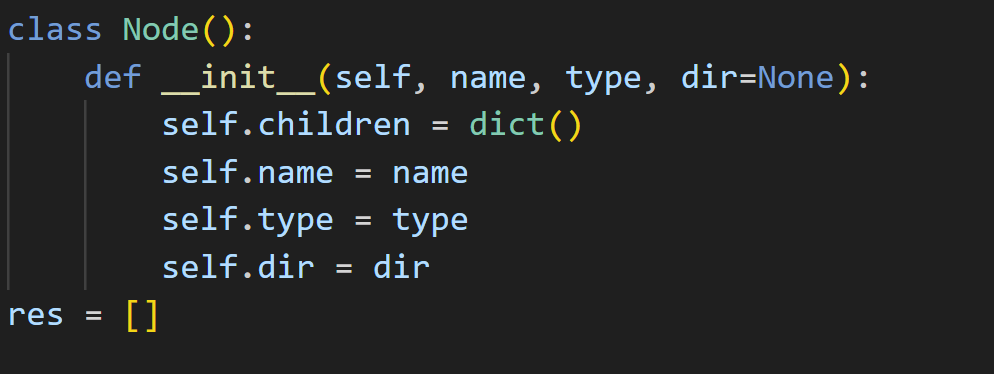 class Node():
    def __init__(self, name, type, dir=None):
        self.children = dict()
        self.name = name
        self.type = type
        self.dir = dir
res = []